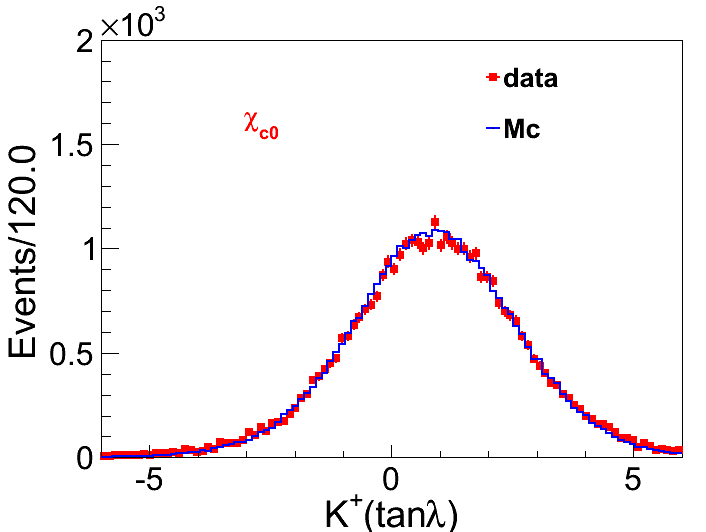 ×10³
2
1.5
1
0.5
0
Events/120.0
χc0
data
Mc
-5 0 5
K⁺(tanλ)